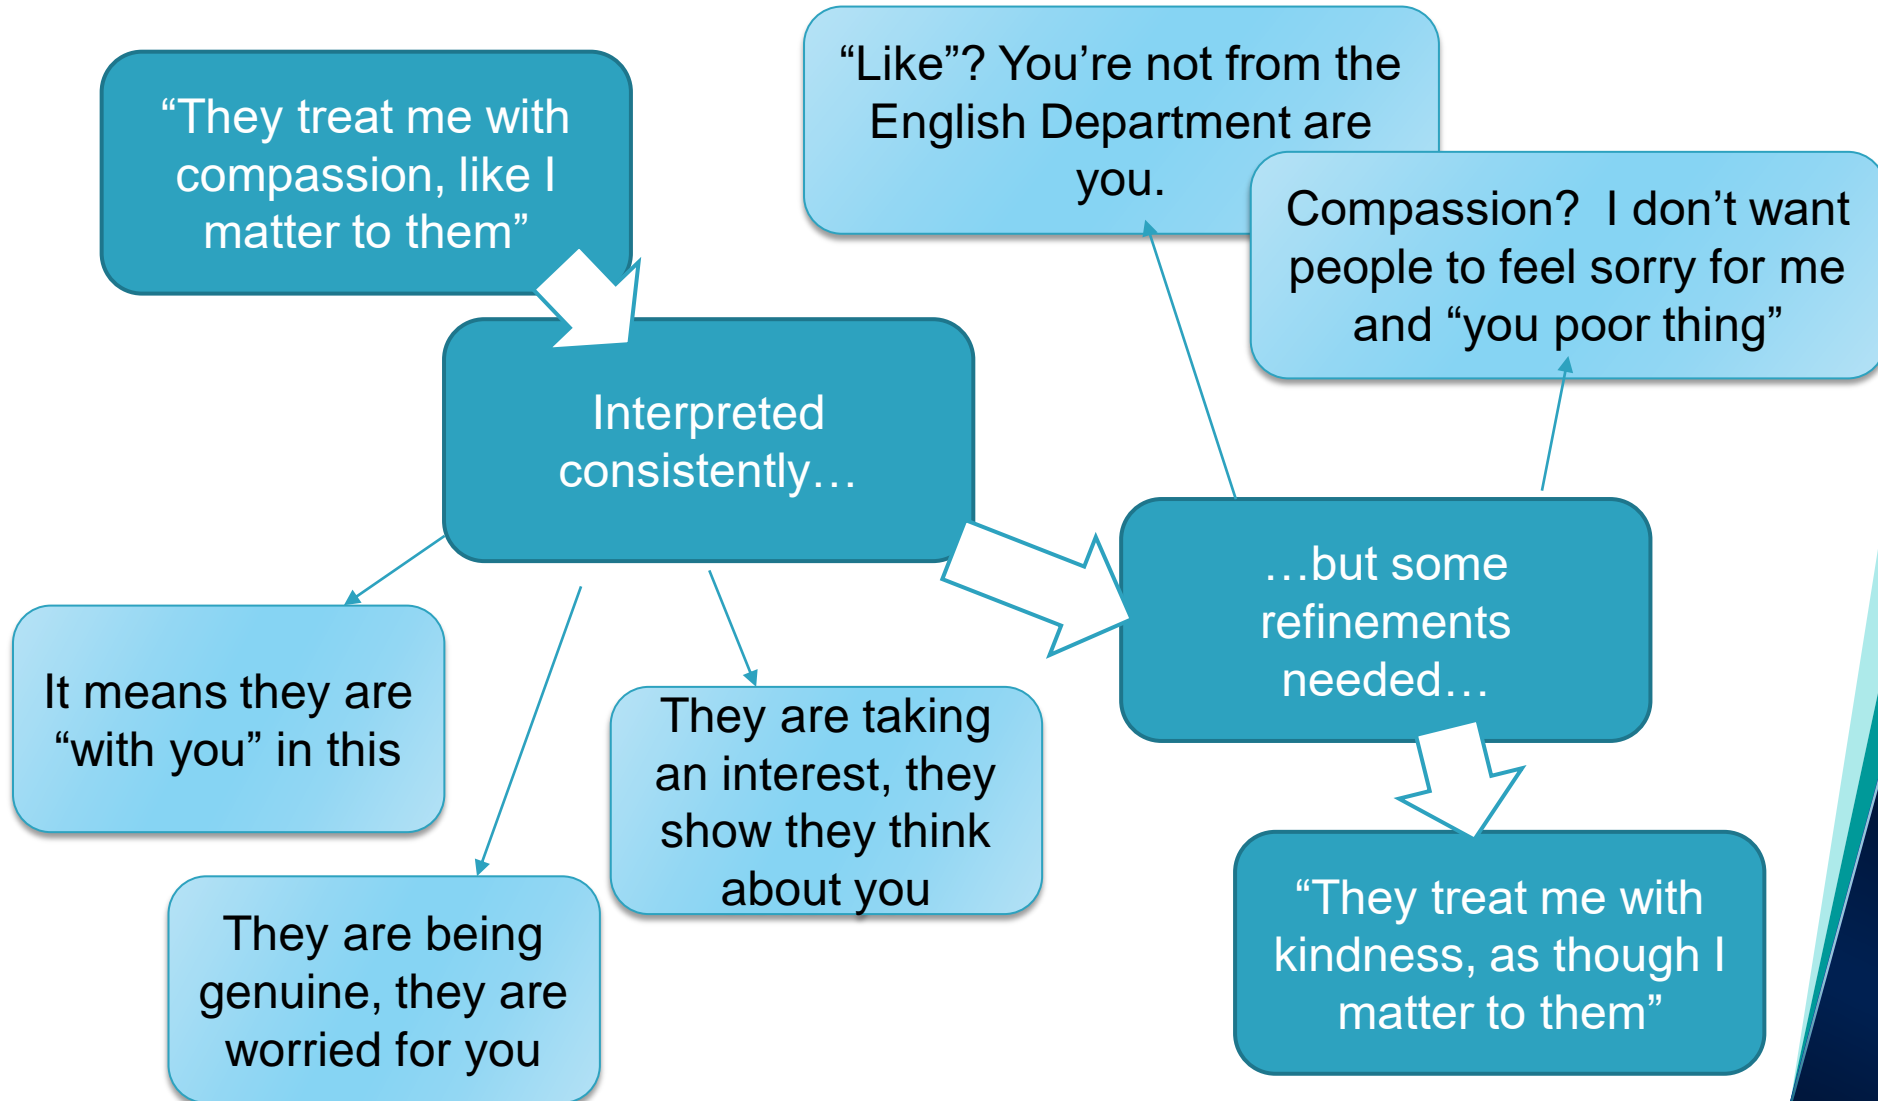 “They treat me with
compassion, like I
matter to them”
“Like”? You’re not from the
English Department are
you.
Compassion?  I don’t want
people to feel sorry for me
and “you poor thing”
Interpreted
consistently…
…but some
refinements
needed…
It means they are
“with you” in this
They are being
genuine, they are
worried for you
They are taking
an interest, they
show they think
about you
“They treat me with
kindness, as though I
matter to them”